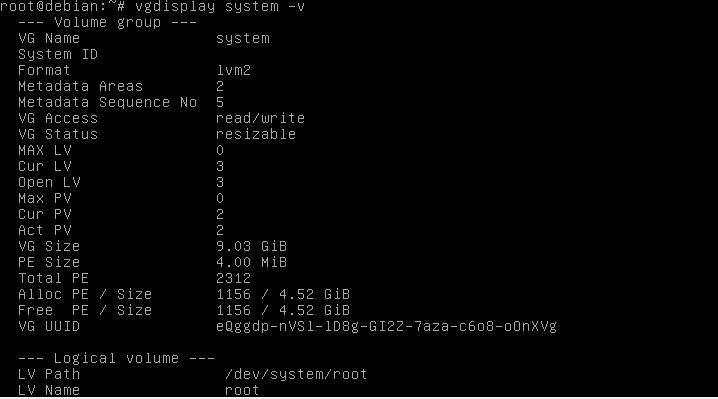 root@debian:~# vgdisplay system -v
--- Volume group ---
VG Name system
System ID
Format lvm2
Metadata Areas 2
Metadata Sequence No 5
VG Access read/write
VG Status resizable
MAX LV 0
Cur LV 3
Open LV 3
Max PV 0
Cur PV 2
Act PV 2
VG Size 9.03 GiB
PE Size 4.00 MiB
Total PE 2312
Alloc PE / Size 1156 / 4.52 GiB
Free PE / Size 1156 / 4.52 GiB
VG UUID eQggdp-nVSl-lD8g-GI2Z-7aza-c6o8-oOnXVg
--- Logical volume ---
LV Path /dev/system/root
LV Name root